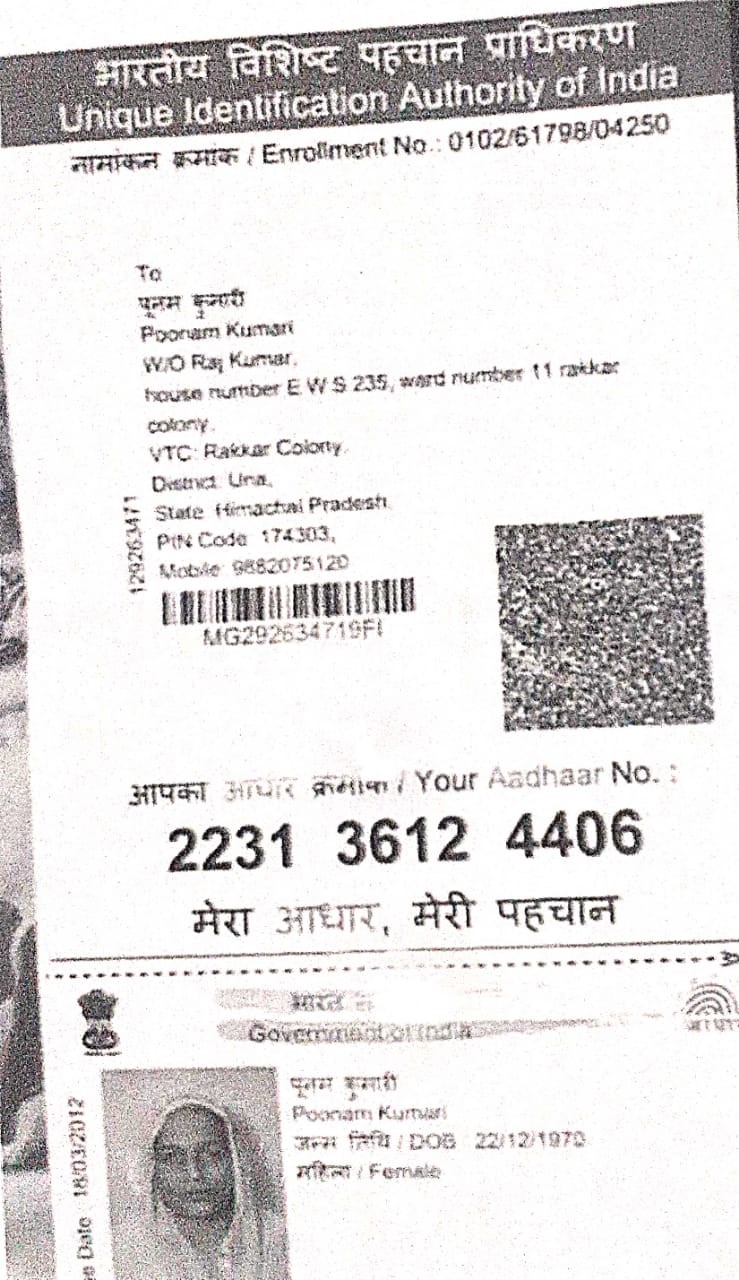 भारतीय विशिष्ट पहचान प्राधिकरण
Unique Identification Authority of India
नामांकन क्रमांक / Enrollment No.: 0102/61798/04250
To
पूनम कुमारी
Poonam Kumari
W/O Raj Kumar,
house number E W S 235, ward number 11 rakkar
colony,
VTC: Rakkar Colony,
District: Una,
State: Himachal Pradesh,
PIN Code: 174303,
Mobile: 9882075120
MG292634719FI
आपका आधार क्रमांक / Your Aadhaar No. :
2231 3612 4406
मेरा आधार, मेरी पहचान
भारत
Government of India
पूनम कुमारी
Poonam Kumari
जन्म तिथि / DOB 22/12/1970
महिला / Female
Date : 18/03/2012